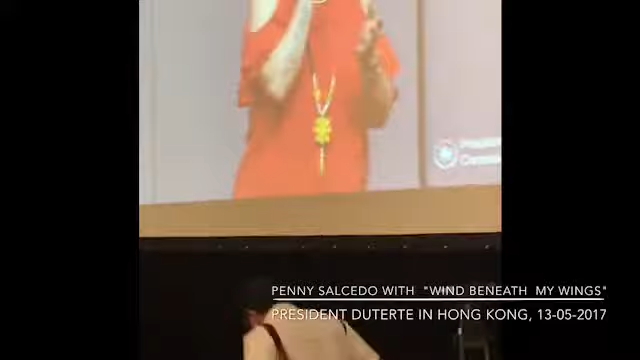 PENNY SALCEDO WITH "WIND BENEATH MY WINGS"
PRESIDENT DUTERTE IN HONG KONG, 13-05-2017